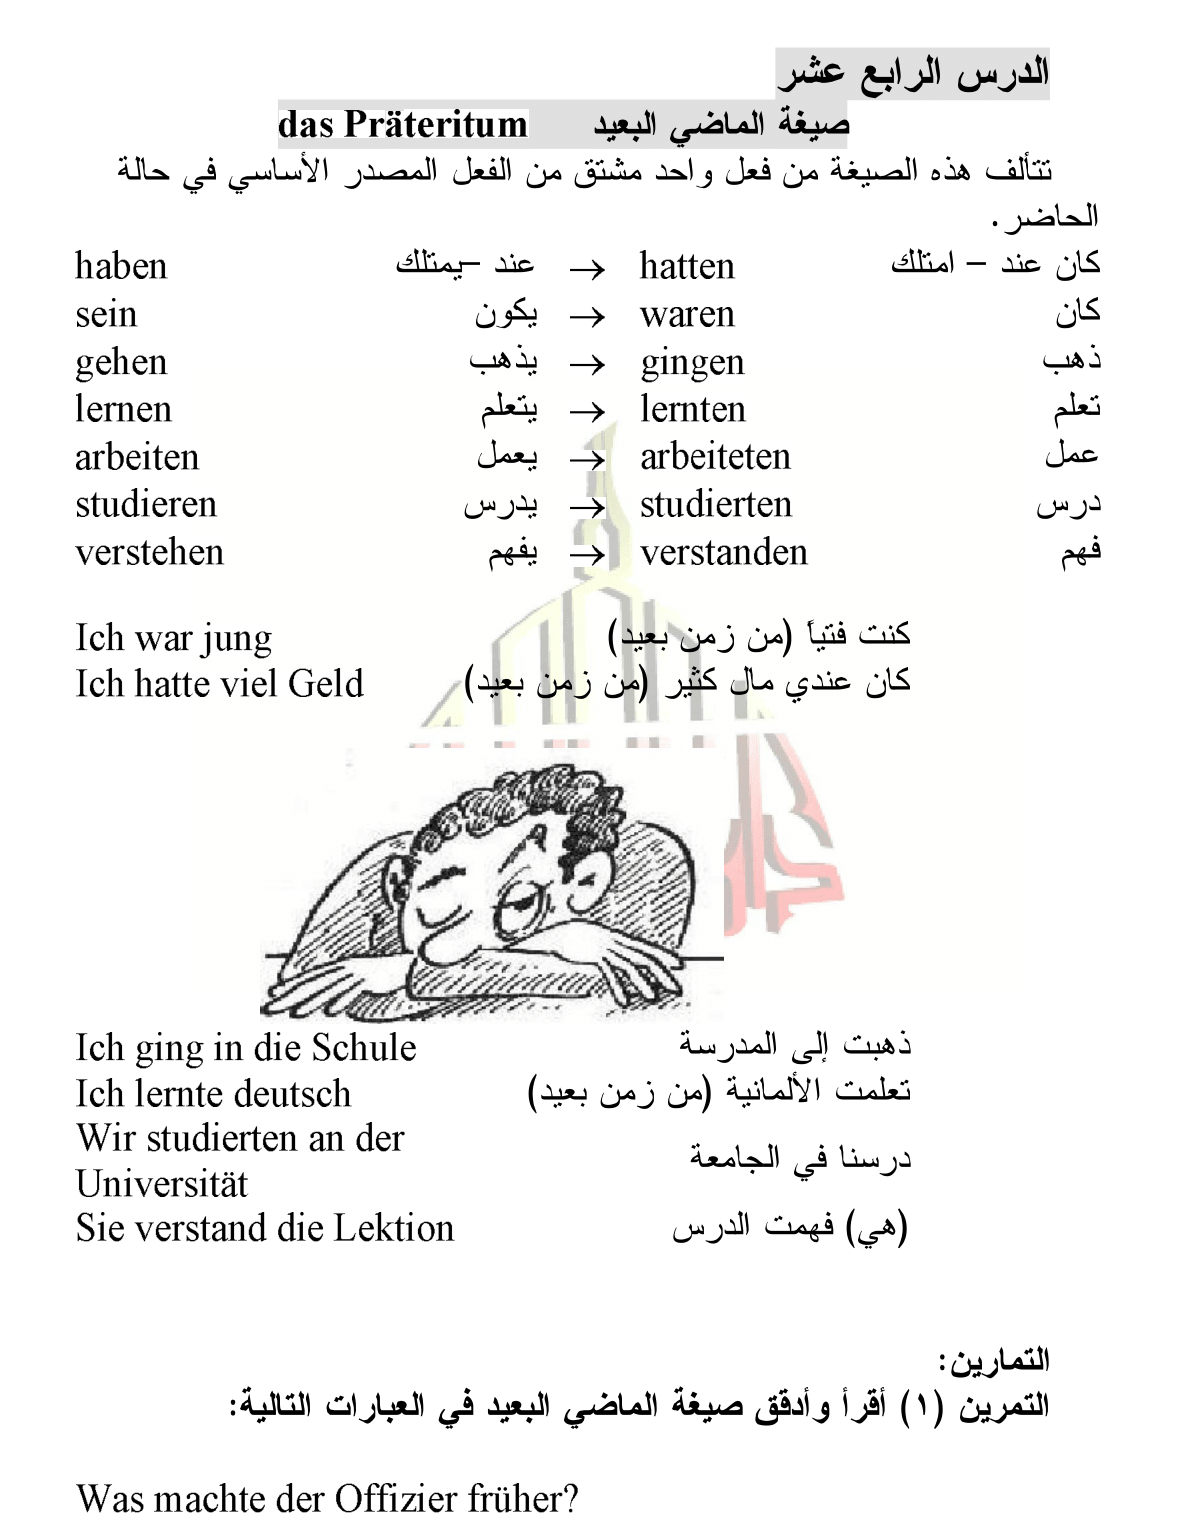 الدرس الرابع عشر
صيغة الماضي البعيد das Präteritum
تتألف هذه الصيغة من فعل واحد مشتق من الفعل المصدر الأساسي في حالة
الحاضر.
haben عند –يمتلك → hatten كان عند – امتلك
sein يكون → waren كان
gehen يذهب → gingen ذهب
lernen يتعلم → lernten تعلم
arbeiten يعمل → arbeiteten عمل
studieren يدرس → studierten درس
verstehen يفهم → verstanden فهم
Ich war jung كنت فتياً (من زمن بعيد)
Ich hatte viel Geld كان عندي مال كثير (من زمن بعيد)
Ich ging in die Schule ذهبت إلى المدرسة
Ich lernte deutsch تعلمت الألمانية (من زمن بعيد)
Wir studierten an der
Universität درسنا في الجامعة
Sie verstand die Lektion (هي) فهمت الدرس
التمارين:
التمرين (١) أقرأ وأدقق صيغة الماضي البعيد في العبارات التالية:
Was machte der Offizier früher?